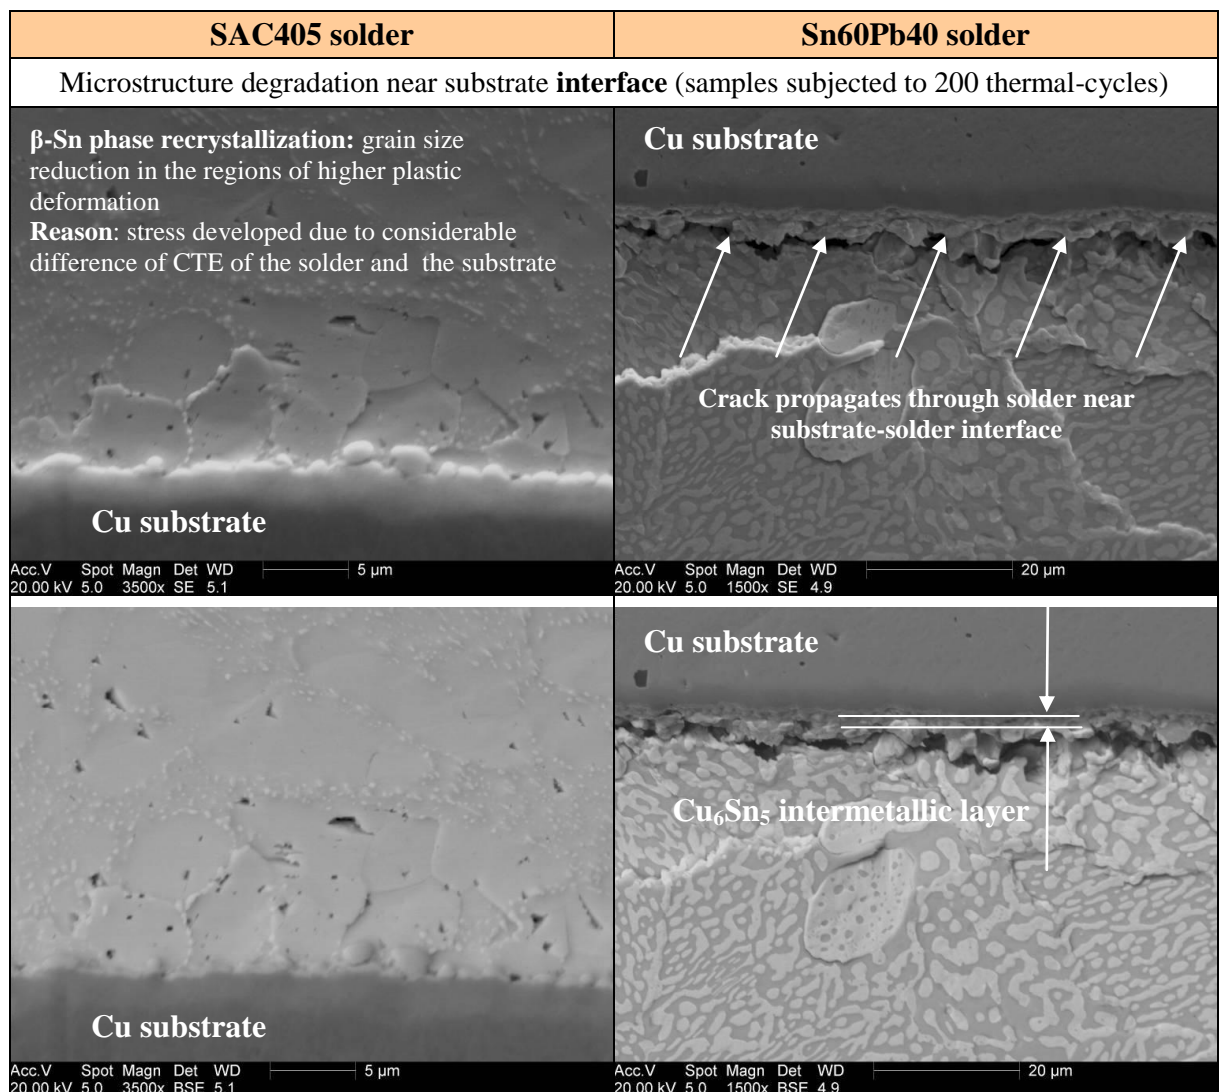 SAC405 solder
Sn60Pb40 solder
Microstructure degradation near substrate interface (samples subjected to 200 thermal-cycles)
β-Sn phase recrystallization: grain size
reduction in the regions of higher plastic
deformation
Reason: stress developed due to considerable
difference of CTE of the solder and the substrate
Cu substrate
Acc.V Spot Magn Det WD 5 µm
20.00 kV 5.0 3500x SE 5.1
Cu substrate
Crack propagates through solder near
substrate-solder interface
Acc.V Spot Magn Det WD 20 µm
20.00 kV 5.0 1500x SE 4.9
Cu substrate
Acc.V Spot Magn Det WD 5 µm
20.00 kV 5.0 3500x BSE 5.1
Cu substrate
Cu₆Sn₅ intermetallic layer
Acc.V Spot Magn Det WD 20 µm
20.00 kV 5.0 1500x BSE 4.9